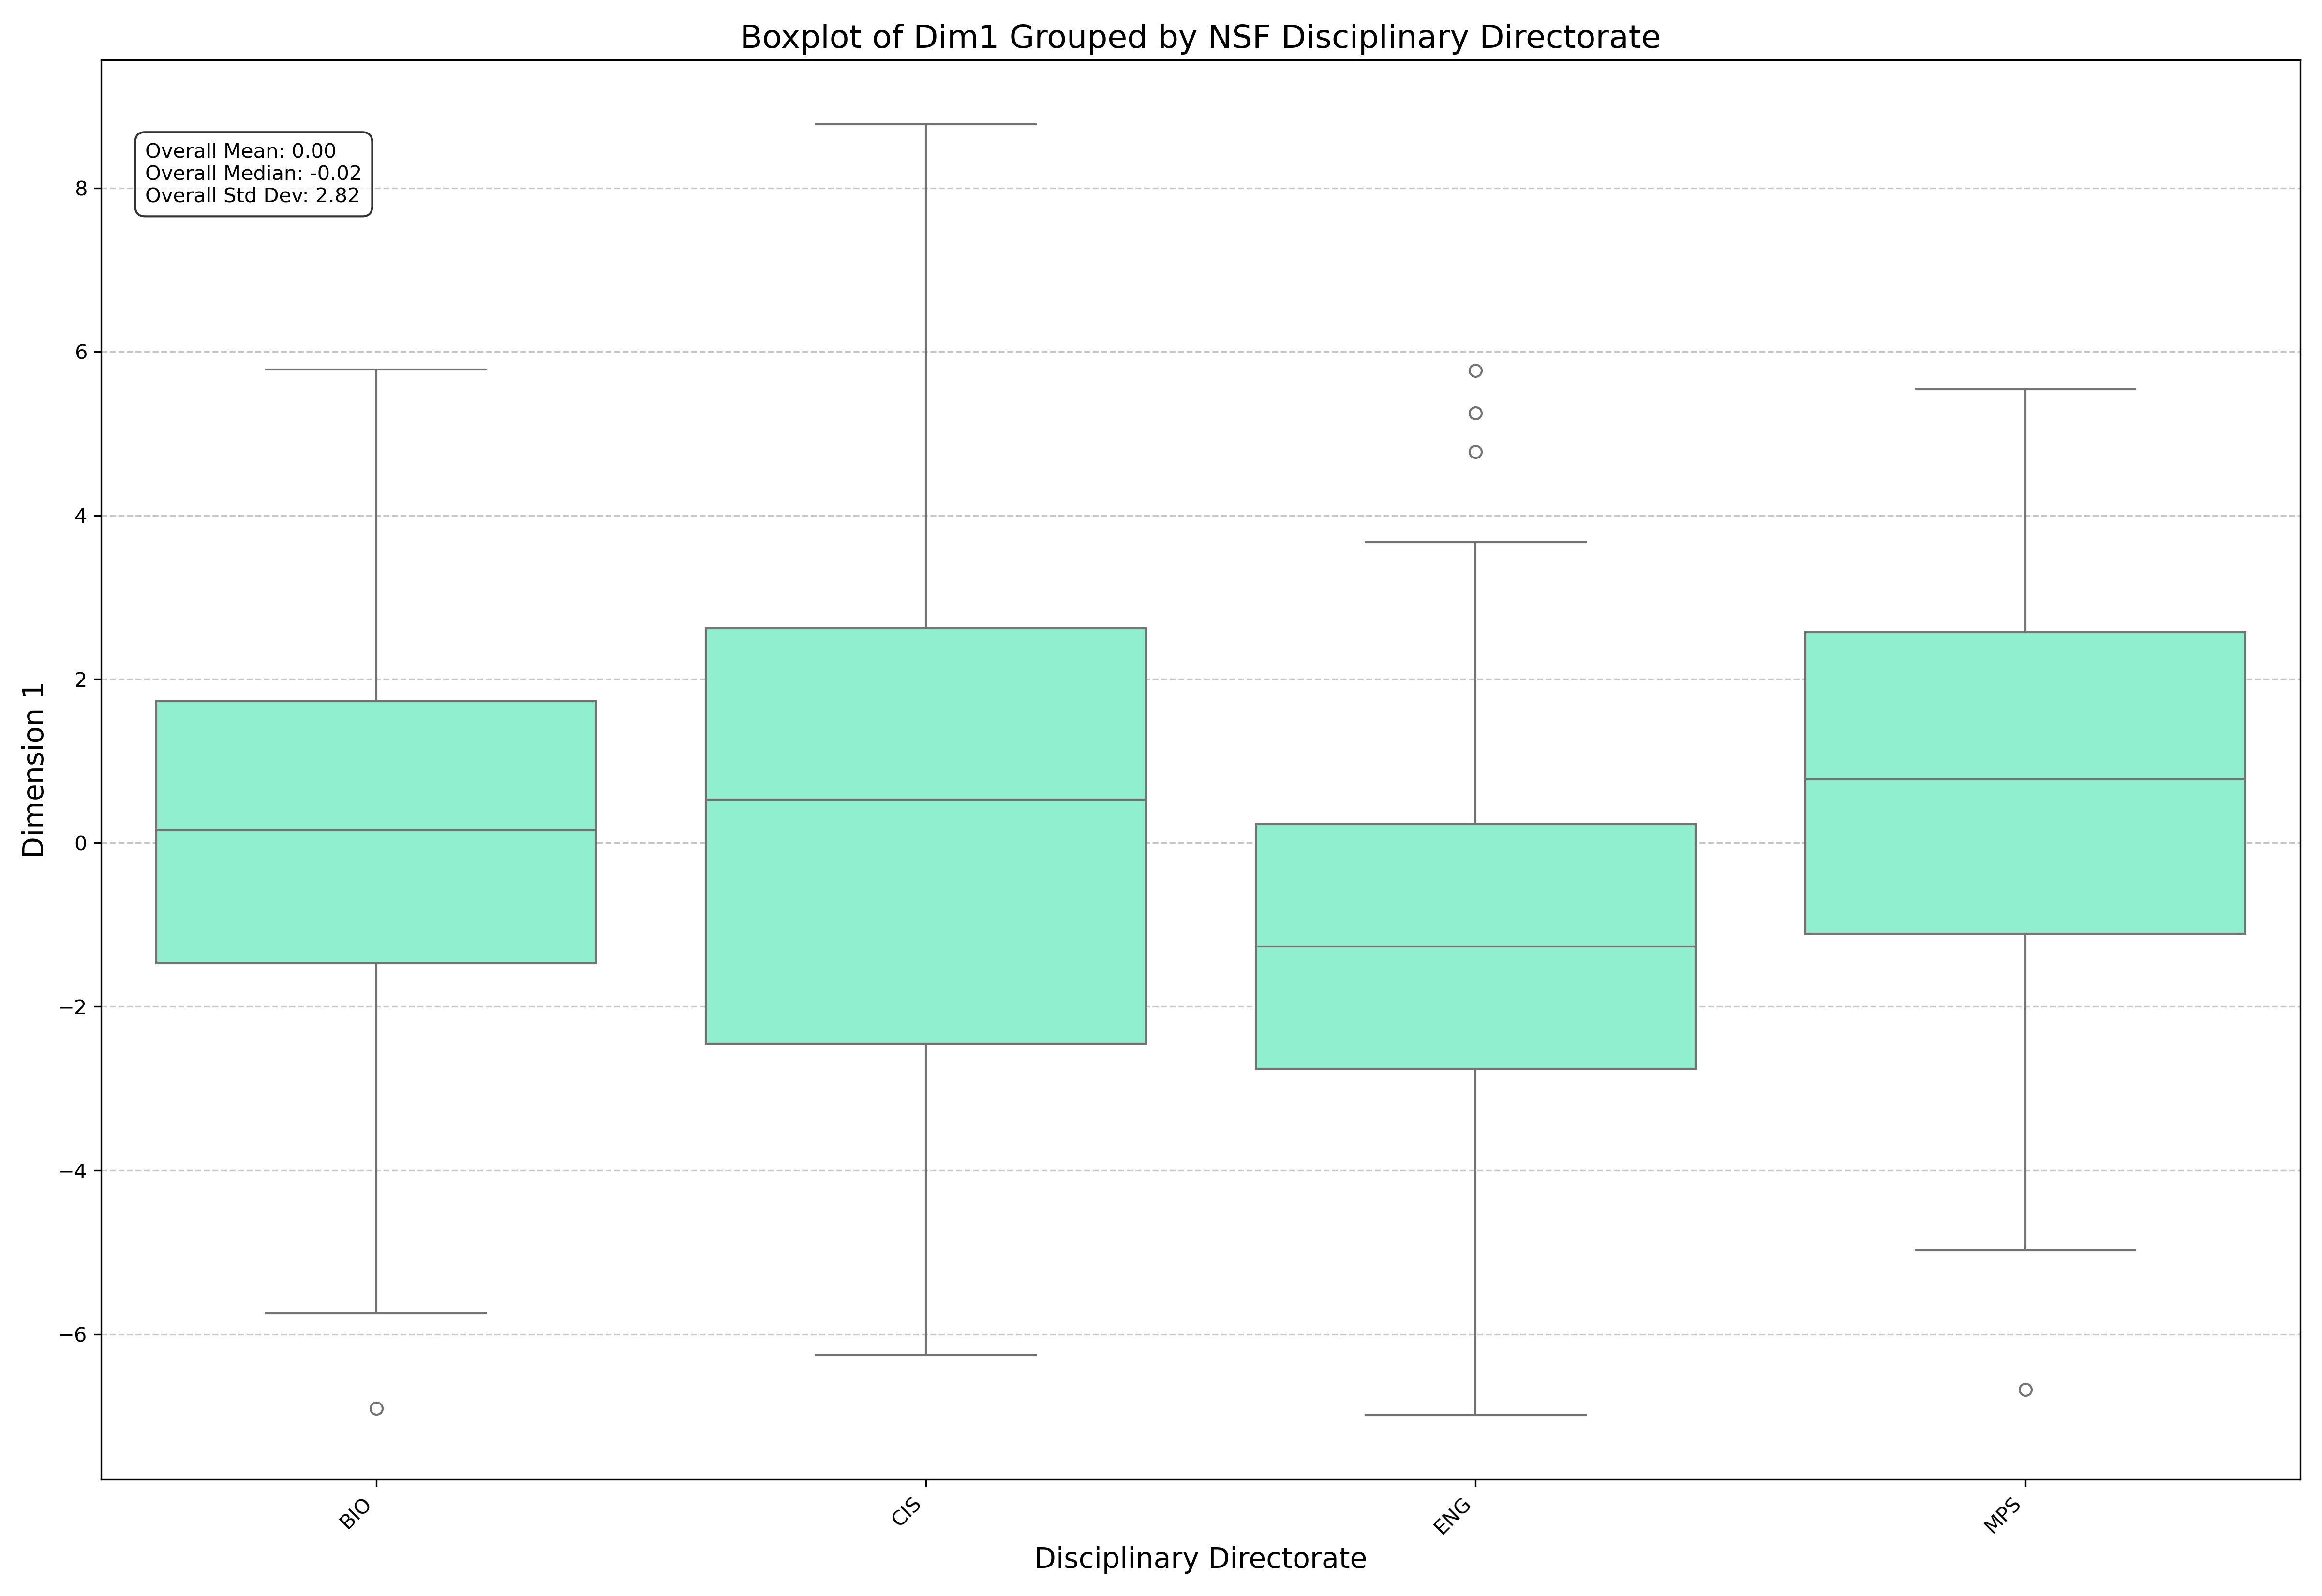 Boxplot of Dim1 Grouped by NSF Disciplinary Directorate
Overall Mean: 0.00
Overall Median: -0.02
Overall Std Dev: 2.82
8
6
4
2
0
−2
−4
−6
Dimension 1
BIO
CIS
ENG
MPS
Disciplinary Directorate